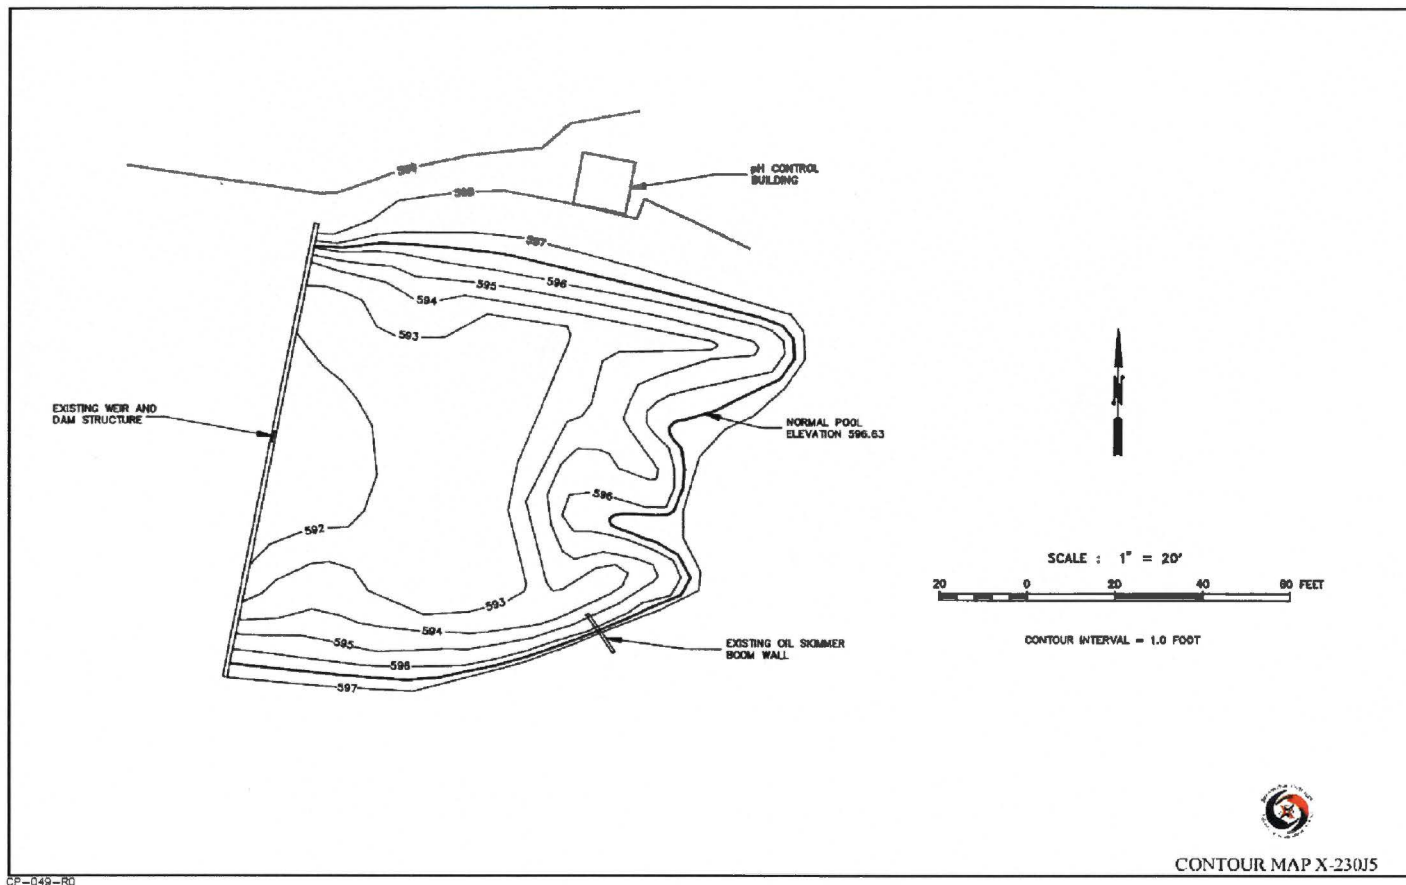 598
pH CONTROL
BUILDING
597
596
595
594
593
EXISTING WEIR AND
DAM STRUCTURE
NORMAL POOL
ELEVATION 596.63
596
592
SCALE : 1" = 20'
20 0 20 40 60 FEET
593
594
CONTOUR INTERVAL = 1.0 FOOT
595
EXISTING OIL SKIMMER
BOOM WALL
596
597
N
CONTOUR MAP X-230J5
CP-049-R0